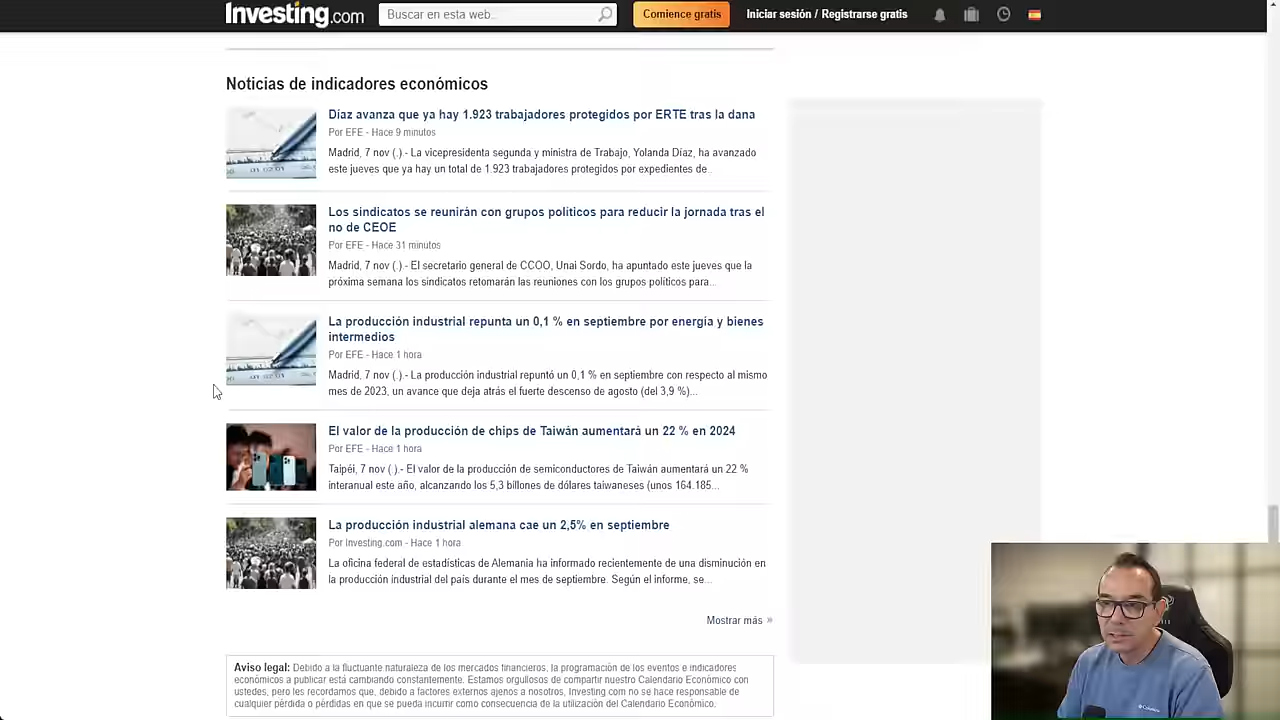 Investing.com
Buscar en esta web...
Comience gratis
Iniciar sesión / Registrarse gratis
Noticias de indicadores económicos
Díaz avanza que ya hay 1.923 trabajadores protegidos por ERTE tras la dana
Por EFE - Hace 9 minutos
Madrid, 7 nov (.) - La vicepresidenta segunda y ministra de Trabajo, Yolanda Díaz, ha avanzado
este jueves que ya hay un total de 1.923 trabajadores protegidos por expedientes de...
Los sindicatos se reunirán con grupos políticos para reducir la jornada tras el
no de CEOE
Por EFE - Hace 31 minutos
Madrid, 7 nov (.) - El secretario general de CCOO, Unai Sordo, ha apuntado este jueves que la
próxima semana los sindicatos retomarán las reuniones con los grupos políticos para...
La producción industrial repunta un 0,1 % en septiembre por energía y bienes
intermedios
Por EFE - Hace 1 hora
Madrid, 7 nov (.) - La producción industrial repuntó un 0,1 % en septiembre con respecto al mismo
mes de 2023, un avance que deja atrás el fuerte descenso de agosto (del 3,9 %)...
El valor de la producción de chips de Taiwán aumentará un 22 % en 2024
Por EFE - Hace 1 hora
Taipéi, 7 nov (.).- El valor de la producción de semiconductores de Taiwán aumentará un 22 %
interanual este año, alcanzando los 5,3 billones de dólares taiwaneses (unos 164.185...
La producción industrial alemana cae un 2,5% en septiembre
Por Investing.com - Hace 1 hora
La oficina federal de estadísticas de Alemania ha informado recientemente de una disminución en
la producción industrial del país durante el mes de septiembre. Según el informe, se...
Mostrar más »
Aviso legal: Debido a la fluctuante naturaleza de los mercados financieros, la programación de los eventos e indicadores
económicos a publicar está cambiando constantemente. Estamos orgullosos de compartir nuestro Calendario Económico con
ustedes, pero les recordamos que, debido a factores externos ajenos a nosotros, Investing.com no se hace responsable de
cualquier pérdida o pérdidas en que se pueda incurrir como consecuencia de la utilización del Calendario Económico.